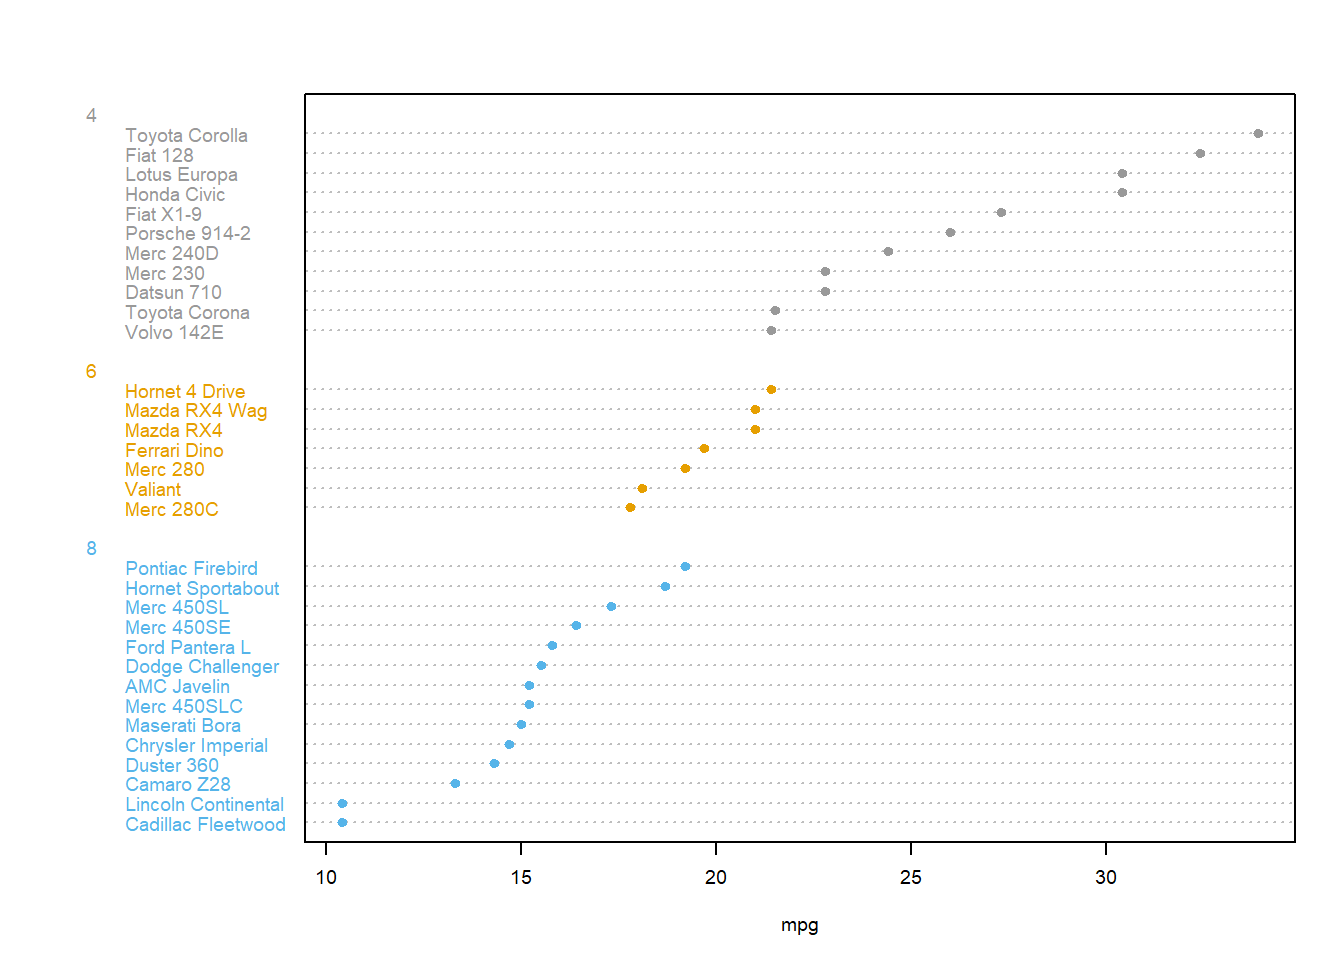 4
Toyota Corolla
Fiat 128
Lotus Europa
Honda Civic
Fiat X1-9
Porsche 914-2
Merc 240D
Merc 230
Datsun 710
Toyota Corona
Volvo 142E
6
Hornet 4 Drive
Mazda RX4 Wag
Mazda RX4
Ferrari Dino
Merc 280
Valiant
Merc 280C
8
Pontiac Firebird
Hornet Sportabout
Merc 450SL
Merc 450SE
Ford Pantera L
Dodge Challenger
AMC Javelin
Merc 450SLC
Maserati Bora
Chrysler Imperial
Duster 360
Camaro Z28
Lincoln Continental
Cadillac Fleetwood
10 15 20 25 30
mpg